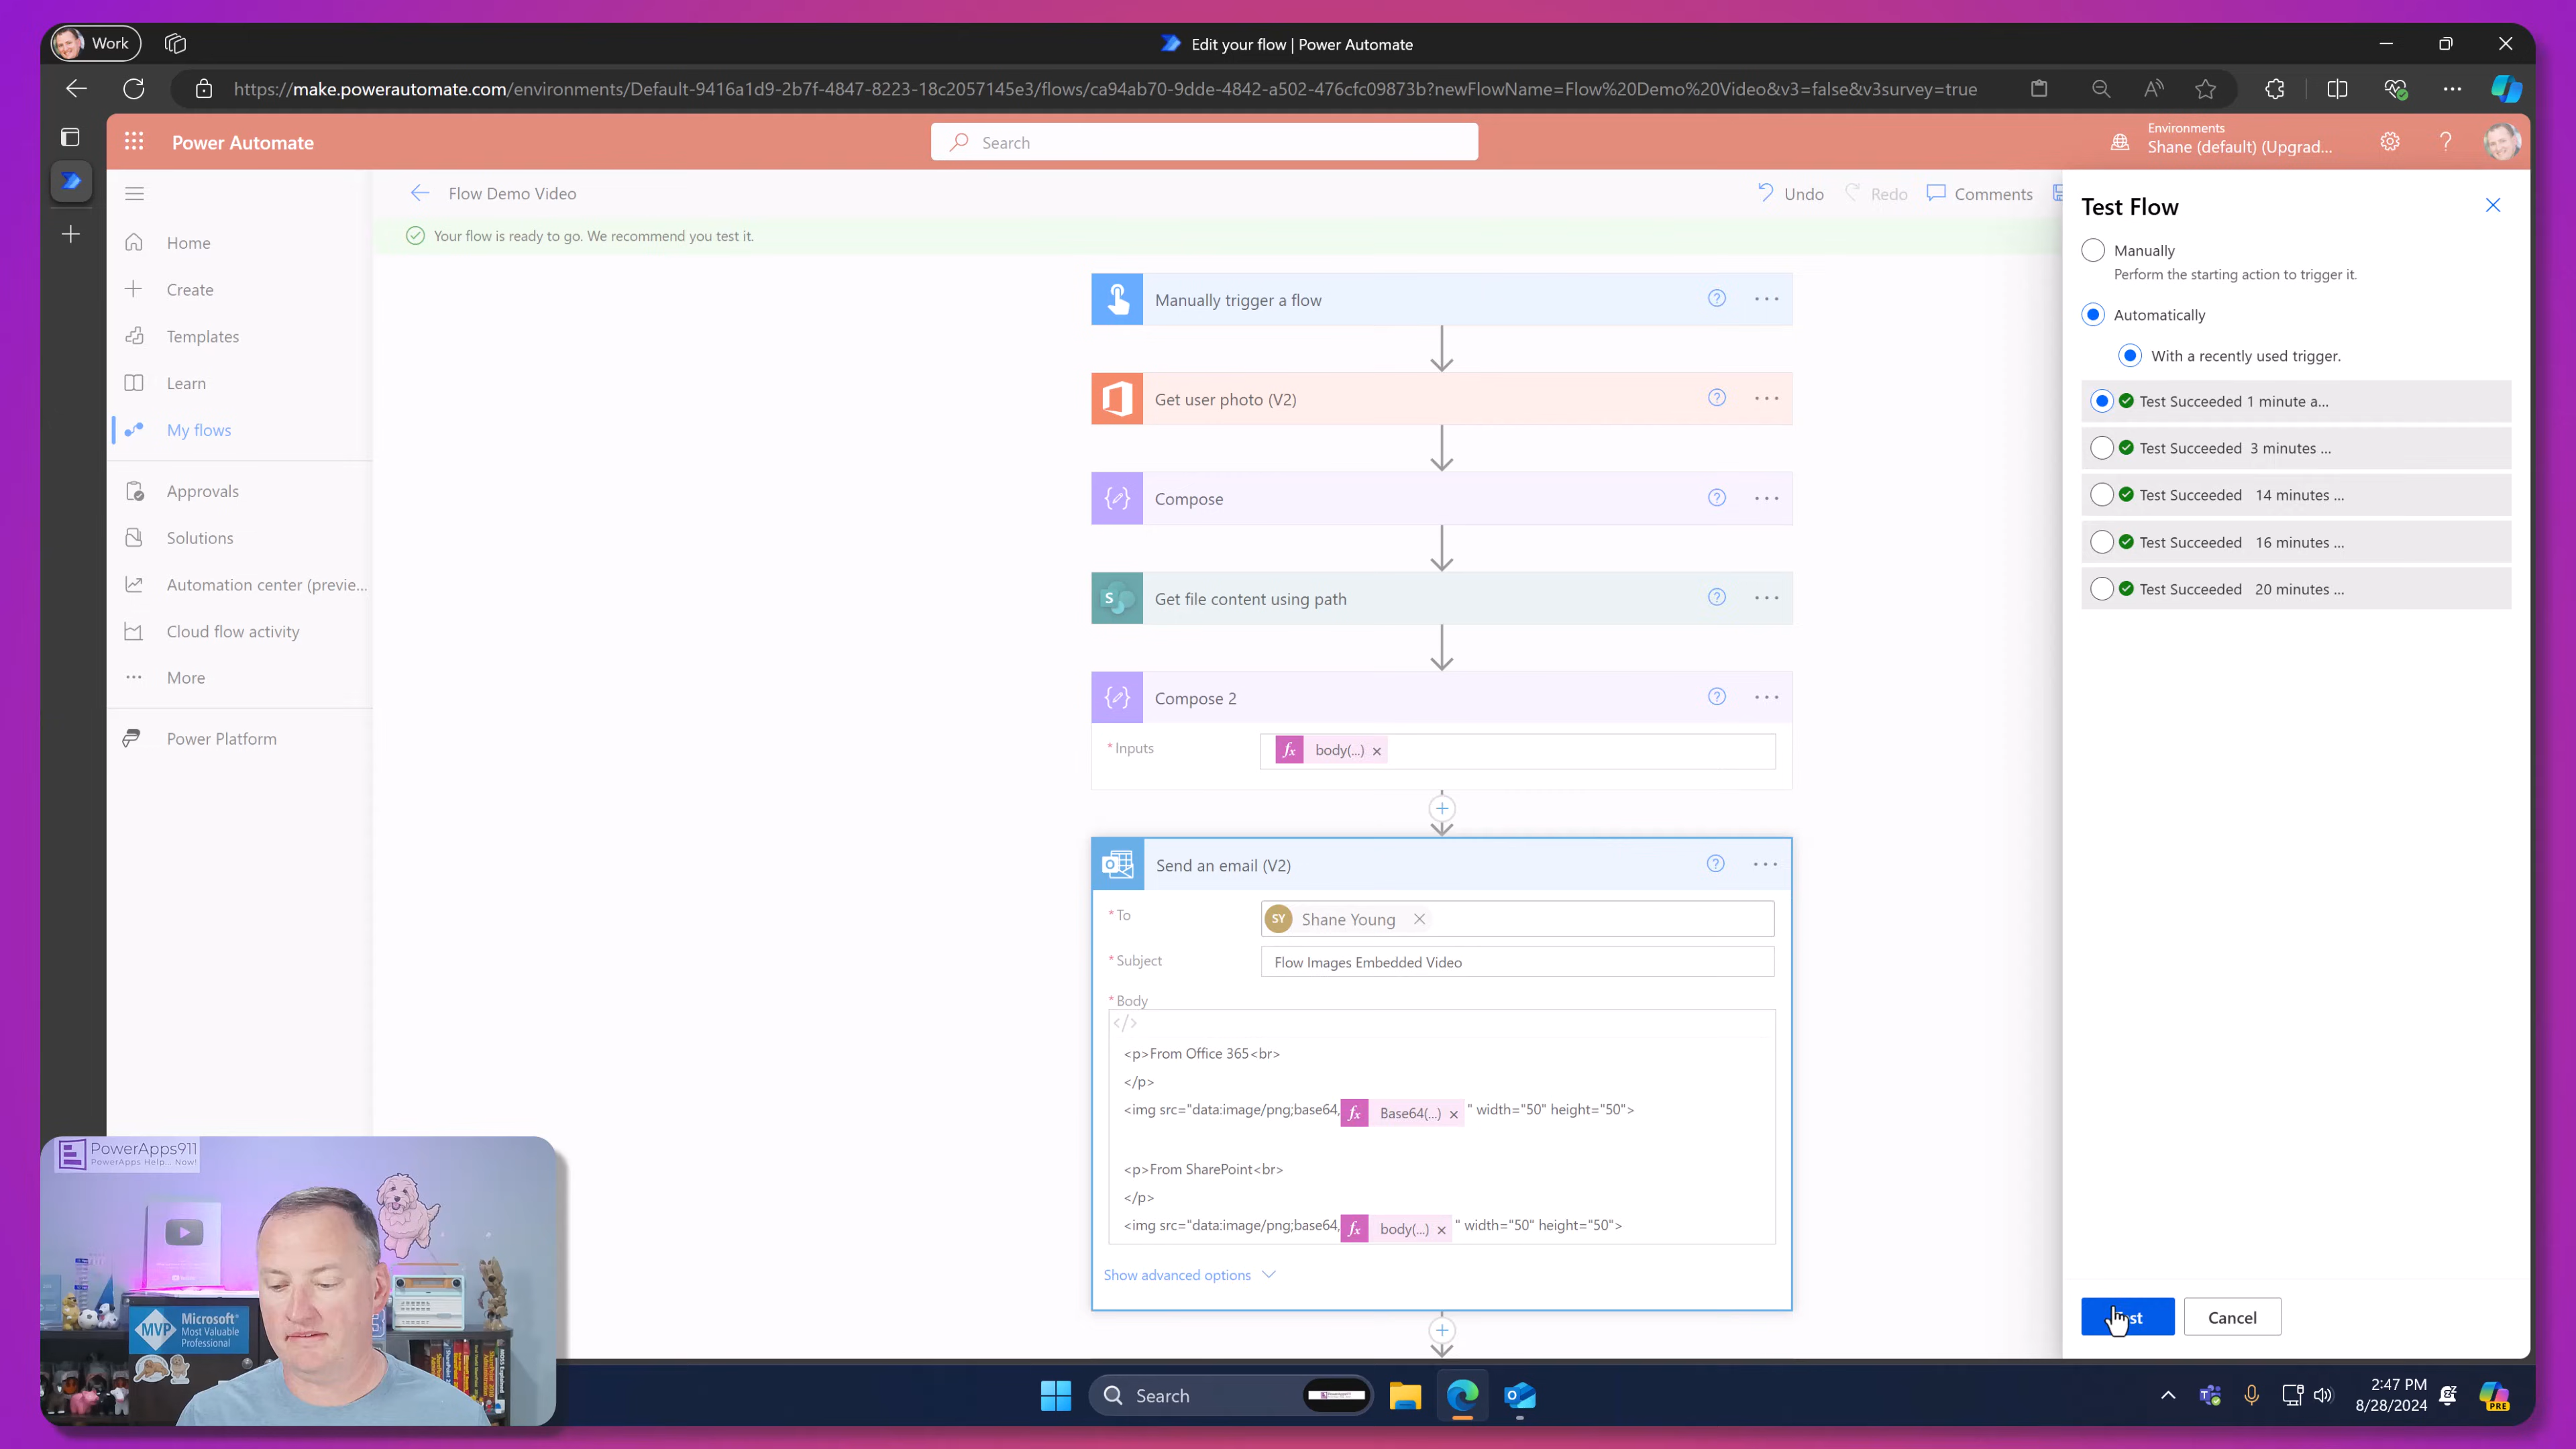 Work
Edit your flow | Power Automate
https://make.powerautomate.com/environments/Default-9416a1d9-2b7f-4847-8223-18c2057145e3/flows/ca94ab70-9dde-4842-a502-476cfc09873b?newFlowName=Flow%20Demo%20Video&v3=false&v3survey=true
Power Automate
Search
Environments
Shane (default) (Upgrad...
Flow Demo Video
Undo
Redo
Comments
Your flow is ready to go. We recommend you test it.
Home
Create
Templates
Learn
My flows
Approvals
Solutions
Automation center (previe...
Cloud flow activity
More
Power Platform
Manually trigger a flow
Get user photo (V2)
Compose
Get file content using path
Compose 2
* Inputs
body(...)
Send an email (V2)
* To
SY Shane Young
* Subject
Flow Images Embedded Video
* Body
</>
<p>From Office 365<br>
</p>
<img src="data:image/png;base64, Base64(...) " width="50" height="50">
<p>From SharePoint<br>
</p>
<img src="data:image/png;base64, body(...) " width="50" height="50">
Show advanced options
Test Flow
Manually
Perform the starting action to trigger it.
Automatically
With a recently used trigger.
Test Succeeded 1 minute a...
Test Succeeded 3 minutes ...
Test Succeeded 14 minutes ...
Test Succeeded 16 minutes ...
Test Succeeded 20 minutes ...
Cancel
PowerApps911
PowerApps Help... Now!
MVP
Microsoft
Most Valuable
Professional
Search
2:47 PM
8/28/2024
PRE